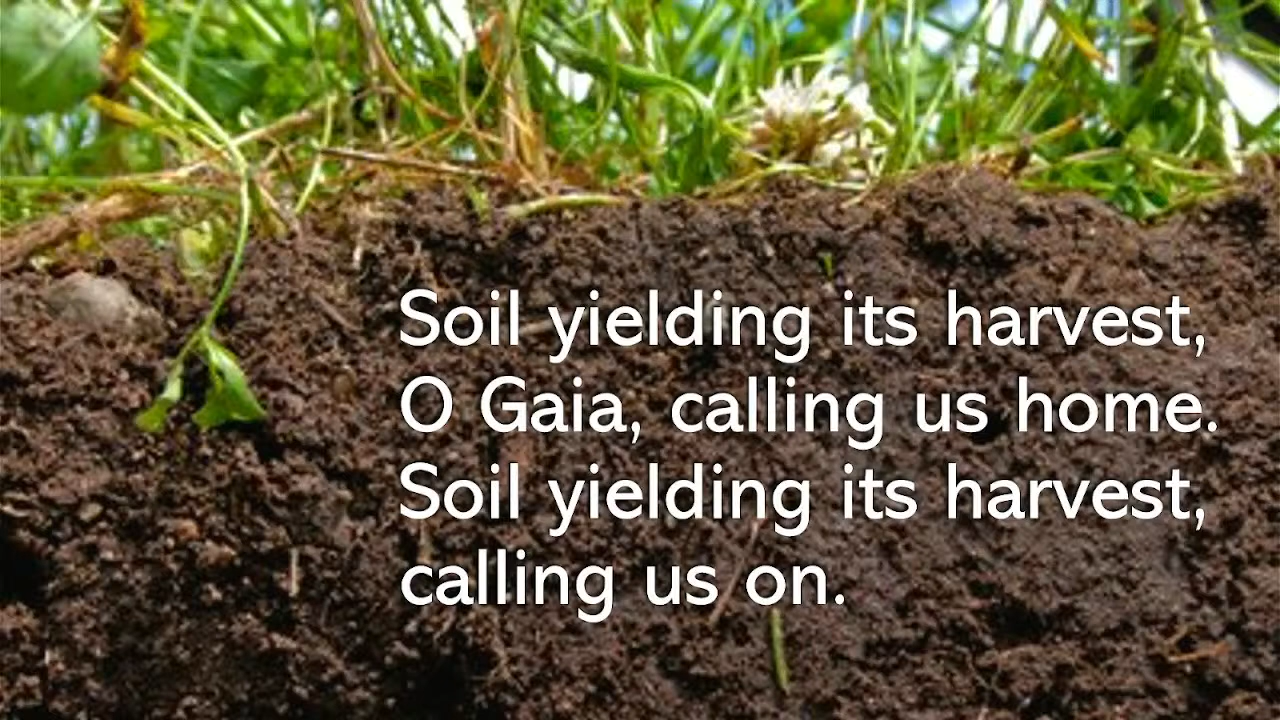 Soil yielding its harvest,
O Gaia, calling us home.
Soil yielding its harvest,
calling us on.